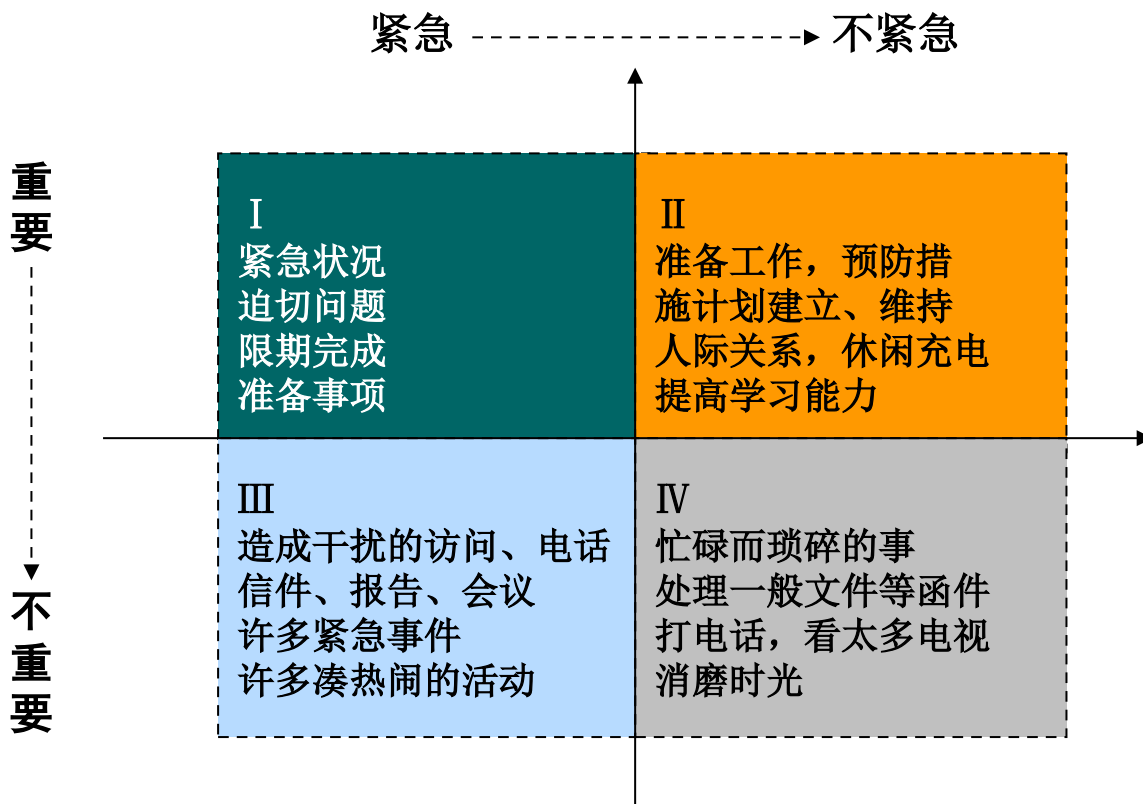 紧急 不紧急
重要
不重要
Ⅰ
紧急状况
迫切问题
限期完成
准备事项
Ⅱ
准备工作，预防措
施计划建立、维持
人际关系，休闲充电
提高学习能力
Ⅲ
造成干扰的访问、电话
信件、报告、会议
许多紧急事件
许多凑热闹的活动
Ⅳ
忙碌而琐碎的事
处理一般文件等函件
打电话，看太多电视
消磨时光